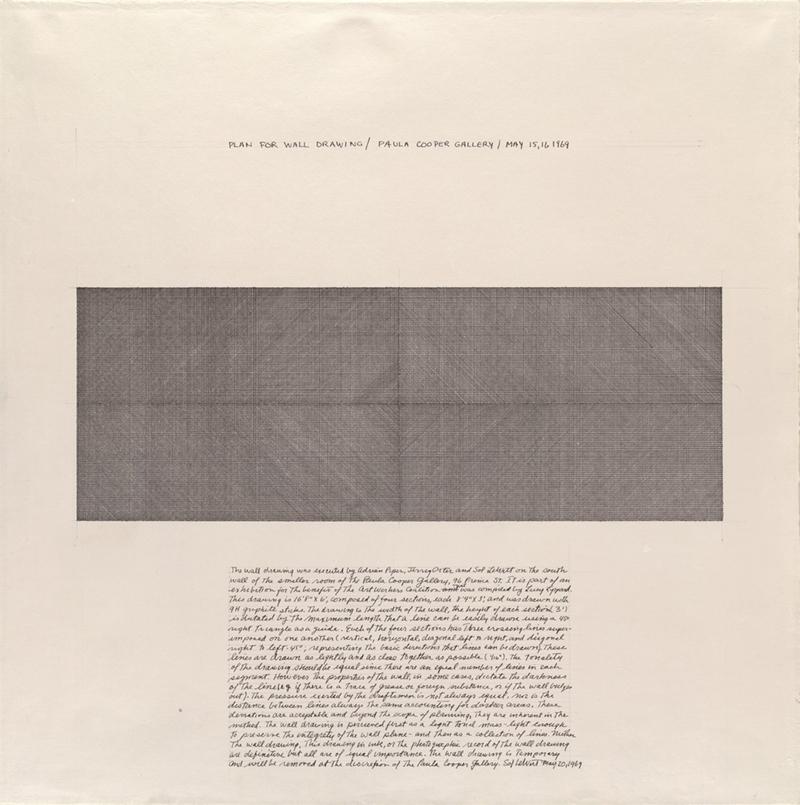 PLAN FOR WALL DRAWING / PAULA COOPER GALLERY / MAY 15, 16 1969
The wall drawing was executed by Adrian Piper, Jerry Orter and Sol LeWitt on the south
wall of the smaller room of the Paula Cooper Gallery, 96 Prince St. It is part of an
exhibition for the benefit of the Art Workers Coalition and was compiled by Lucy Lippard.
This drawing is 16'8" X 6', composed of four sections, each 8'4" X 3', and was drawn with
9H graphite sticks. The drawing is the width of the wall, the height of each section (3')
is dictated by the maximum length that a line can be easily drawn using a 45°
right triangle as a guide. Each of the four sections has three crossing lines super-
imposed on one another (vertical, horizontal, diagonal left to right, and diagonal
right to left: 45°, representing the basic directions that lines can be drawn). These
lines are drawn as lightly and as close together as possible (1/16"). The tonality
of the drawing should be equal since there are an equal number of lines in each
segment. However the properties of the wall, in some cases, dictate the darkness
of the line (e.g. if there is a trace of grease or foreign substance, or if the wall bulges
out). The pressure exerted by the draftsmen is not always equal, nor is the
distance between lines always the same accounting for darker areas. These
deviations are acceptable and beyond the scope of planning, they are inherent in the
method. The wall drawing is perceived first as a light tonal mass - light enough
to preserve the integrity of the wall plane - and then as a collection of lines. Neither
the wall drawing, this drawing in ink, or the photographic record of the wall drawing
are definitive but all are of equal importance. The wall drawing is temporary
and will be removed at the discretion of the Paula Cooper Gallery. Sol LeWitt May 20, 1969